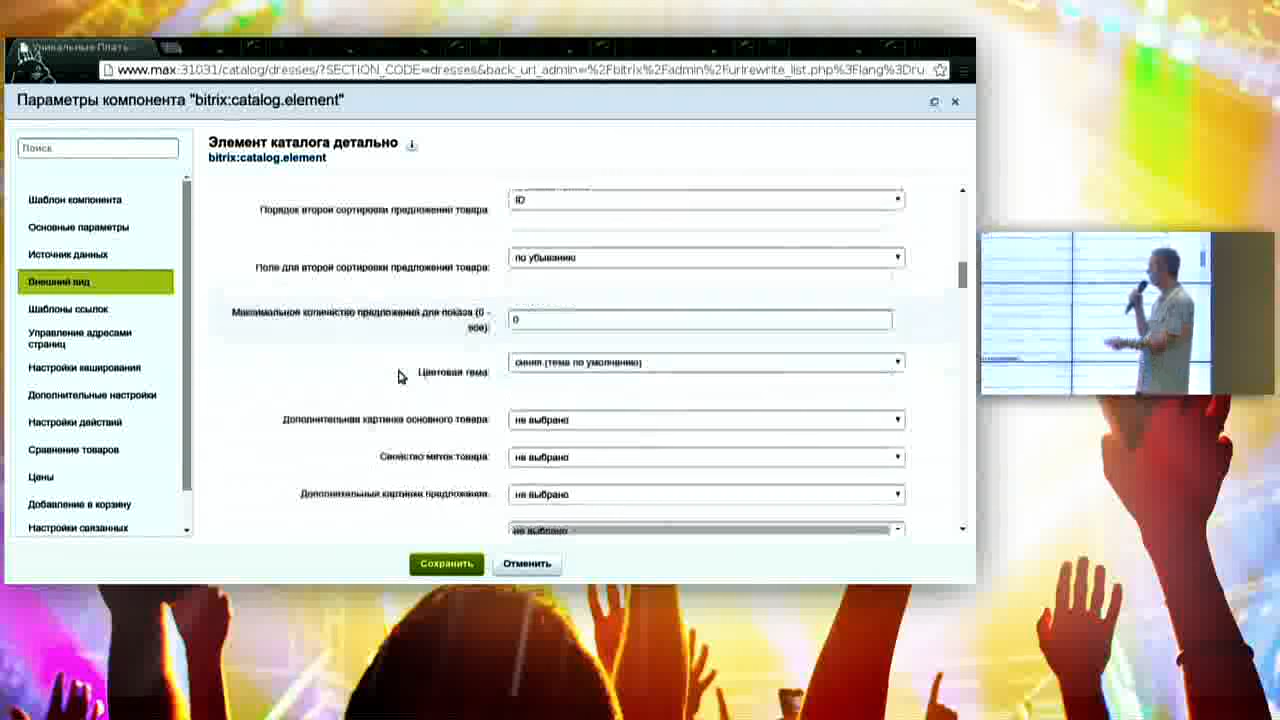 Уникальные Плать
www.max:31031/catalog/dresses/?SECTION_CODE=dresses&back_url_admin=%2Fbitrix%2Fadmin%2Furlrewrite_list.php%3Flang%3Dru
Параметры компонента "bitrix:catalog.element"
Поиск
Шаблон компонента
Основные параметры
Источник данных
Внешний вид
Шаблоны ссылок
Управление адресами
страниц
Настройки кеширования
Дополнительные настройки
Настройки действий
Сравнение товаров
Цены
Добавление в корзину
Настройки связанных
Элемент каталога детально
bitrix:catalog.element
Порядок второй сортировки предложений товара:
ID
Поле для второй сортировки предложений товара:
по убыванию
Максимальное количество предложений для показа (0 -
все):
0
Цветовая тема:
синяя (тема по умолчанию)
Дополнительная картинка основного товара:
не выбрано
Свойство меток товара:
не выбрано
Дополнительные картинки предложения:
не выбрано
не выбрано
Сохранить
Отменить